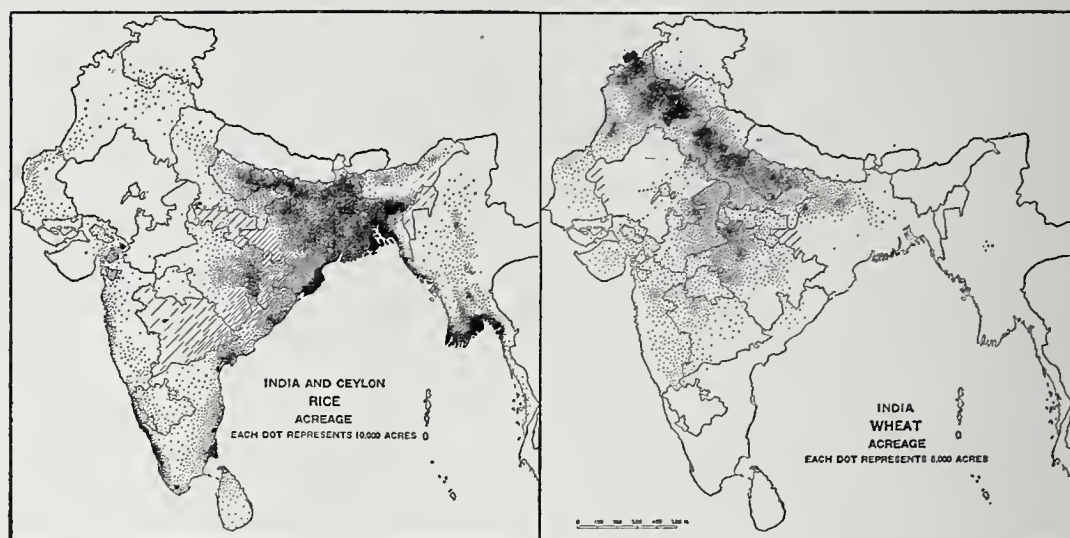 INDIA AND CEYLON
RICE
ACREAGE
EACH DOT REPRESENTS 10,000 ACRES
INDIA
WHEAT
ACREAGE
EACH DOT REPRESENTS 5,000 ACRES